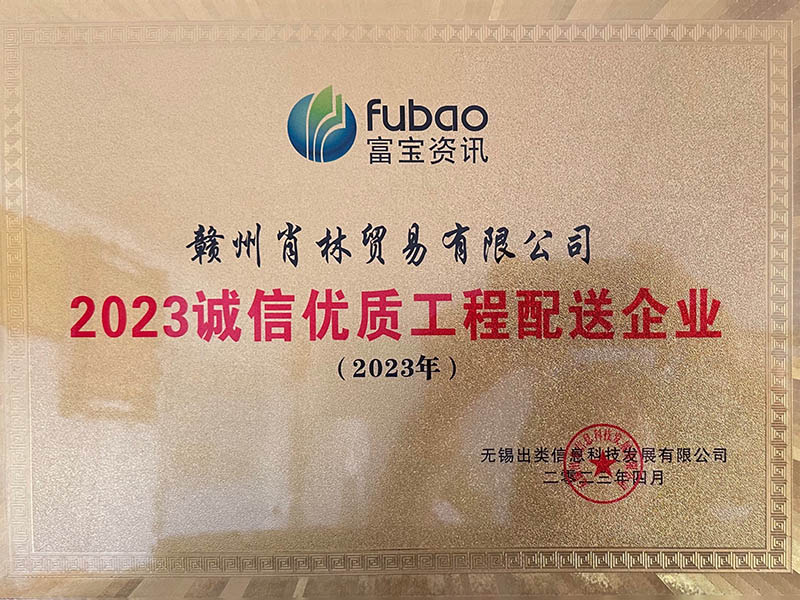 fubao
富宝资讯
赣州肖林贸易有限公司
2023诚信优质工程配送企业
（2023年）
无锡出类信息科技发展有限公司
二零二三年四月